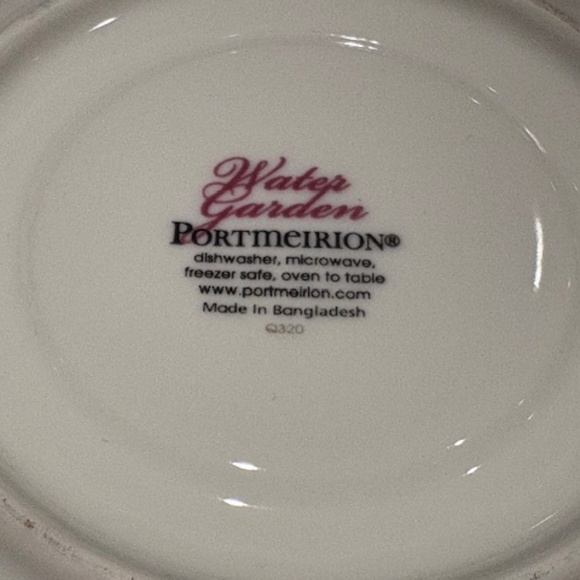 Water
Garden
PORTMEIRION®
dishwasher, microwave,
freezer safe, oven to table
www.portmeirion.com
Made In Bangladesh
Q320